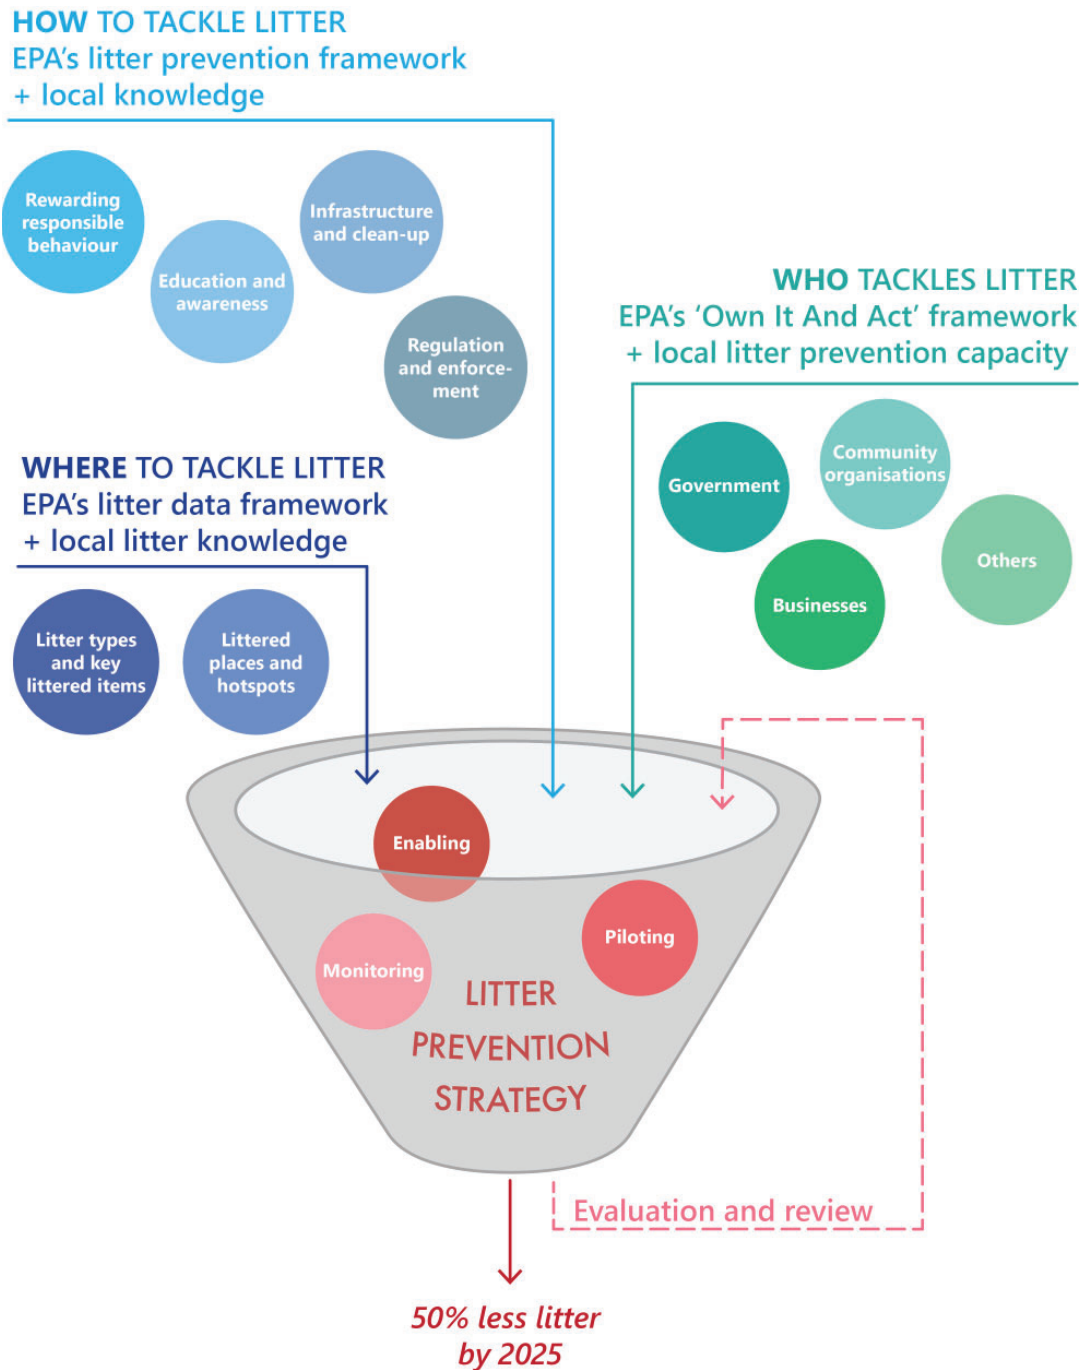 HOW TO TACKLE LITTER
EPA’s litter prevention framework
+ local knowledge
Rewarding
responsible
behaviour
Education and
awareness
Infrastructure
and clean-up
Regulation
and enforce-
ment
WHO TACKLES LITTER
EPA’s ‘Own It And Act’ framework
+ local litter prevention capacity
Government
Community
organisations
Businesses
Others
WHERE TO TACKLE LITTER
EPA’s litter data framework
+ local litter knowledge
Litter types
and key
littered items
Littered
places and
hotspots
Enabling
Piloting
Monitoring
LITTER
PREVENTION
STRATEGY
Evaluation and review
50% less litter
by 2025